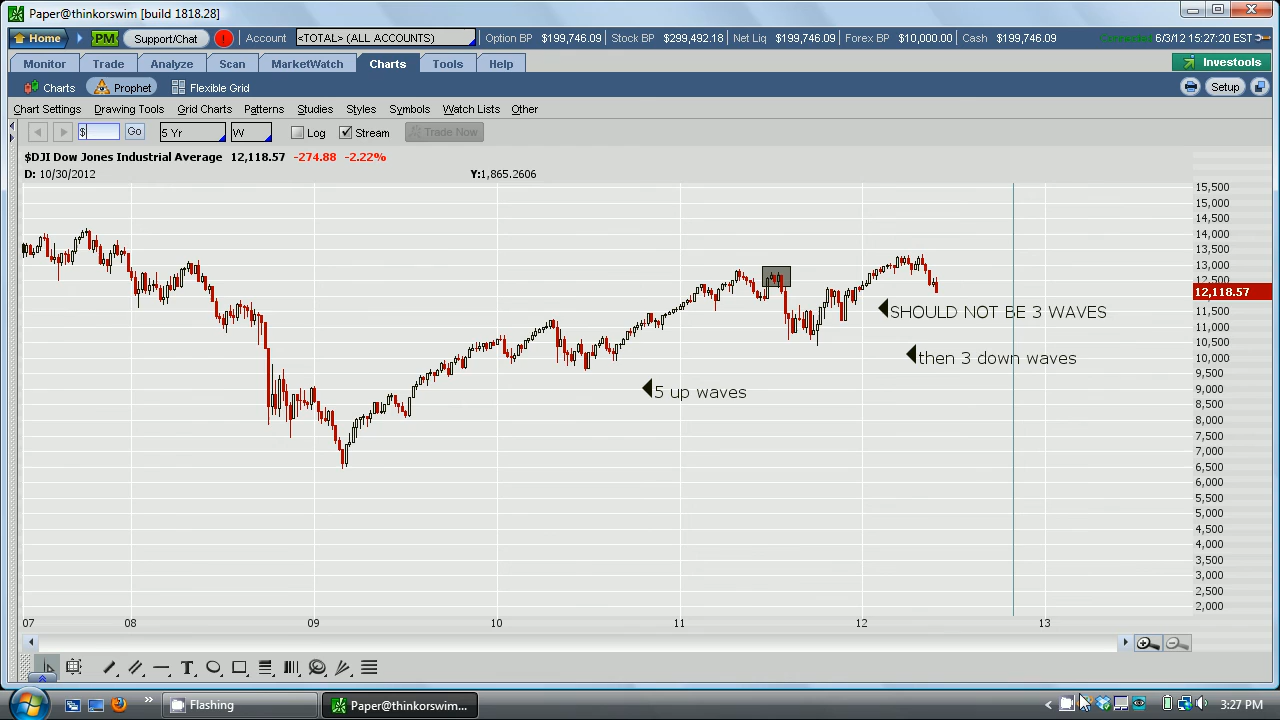 Paper@thinkorswim [build 1818.28]
Home PM Support/Chat ! Account <TOTAL> (ALL ACCOUNTS) Option BP $199,746.09 Stock BP $299,492.18 Net Liq $199,746.09 Forex BP $10,000.00 Cash $199,746.09 Connected 6/3/12 15:27:20 EST
Monitor Trade Analyze Scan MarketWatch Charts Tools Help Investools
Charts Prophet Flexible Grid Setup
Chart Settings Drawing Tools Grid Charts Patterns Studies Styles Symbols Watch Lists Other
$ Go 5 Yr W Log Stream Trade Now
$DJI Dow Jones Industrial Average 12,118.57 -274.88 -2.22%
D: 10/30/2012 Y:1,865.2606
15,500
15,000
14,500
14,000
13,500
13,000
12,500
12,118.57
11,500
SHOULD NOT BE 3 WAVES
11,000
10,500
then 3 down waves
10,000
9,500
9,000
5 up waves
8,500
8,000
7,500
7,000
6,500
6,000
5,500
5,000
4,500
4,000
3,500
3,000
2,500
2,000
07 08 09 10 11 12 13
T
Flashing Paper@thinkorswim... 3:27 PM